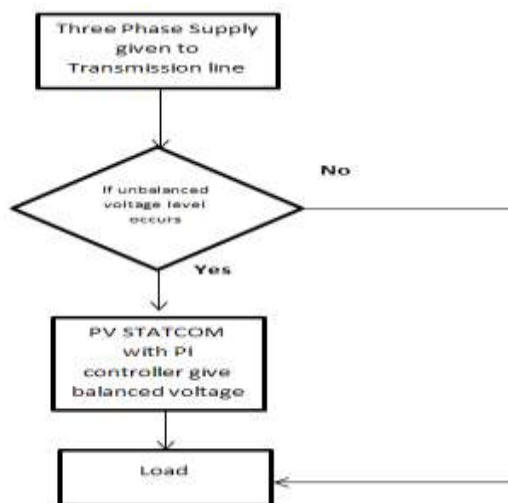 Three Phase Supply
given to
Transmission line
No
If unbalanced
voltage level
occurs
Yes
PV STATCOM
with PI
controller give
balanced voltage
Load